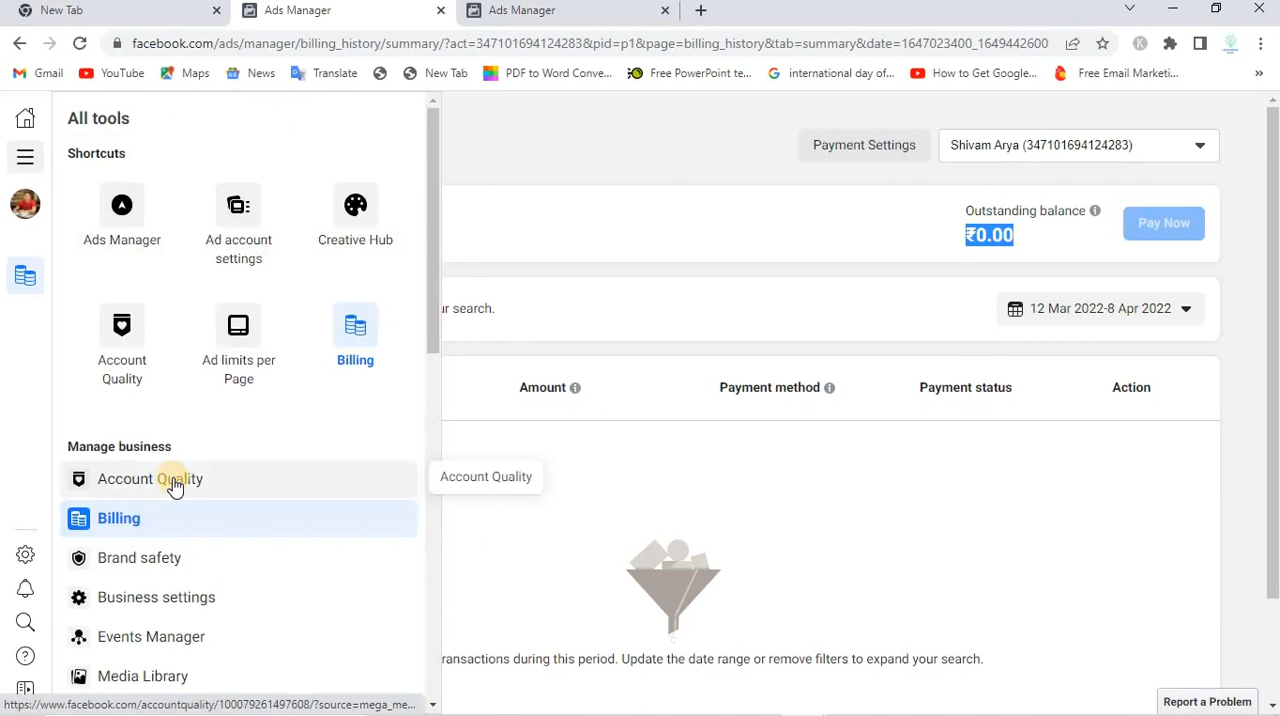 New Tab
Ads Manager
Ads Manager
facebook.com/ads/manager/billing_history/summary/?act=347101694124283&pid=p1&page=billing_history&tab=summary&date=1647023400_1649442600
K
Gmail
YouTube
Maps
News
Translate
New Tab
PDF to Word Conve...
Free PowerPoint te...
international day of...
How to Get Google...
Free Email Marketi...
»
All tools
Shortcuts
Payment Settings
Shivam Arya (347101694124283)
Ads Manager
Ad account settings
Creative Hub
Outstanding balance
₹0.00
Pay Now
ur search.
12 Mar 2022-8 Apr 2022
Account Quality
Ad limits per Page
Billing
Amount
Payment method
Payment status
Action
Manage business
Account Quality
Account Quality
Billing
Brand safety
Business settings
Events Manager
Media Library
ransactions during this period. Update the date range or remove filters to expand your search.
https://www.facebook.com/accountquality/100079261497608/?source=mega_me...
Report a Problem